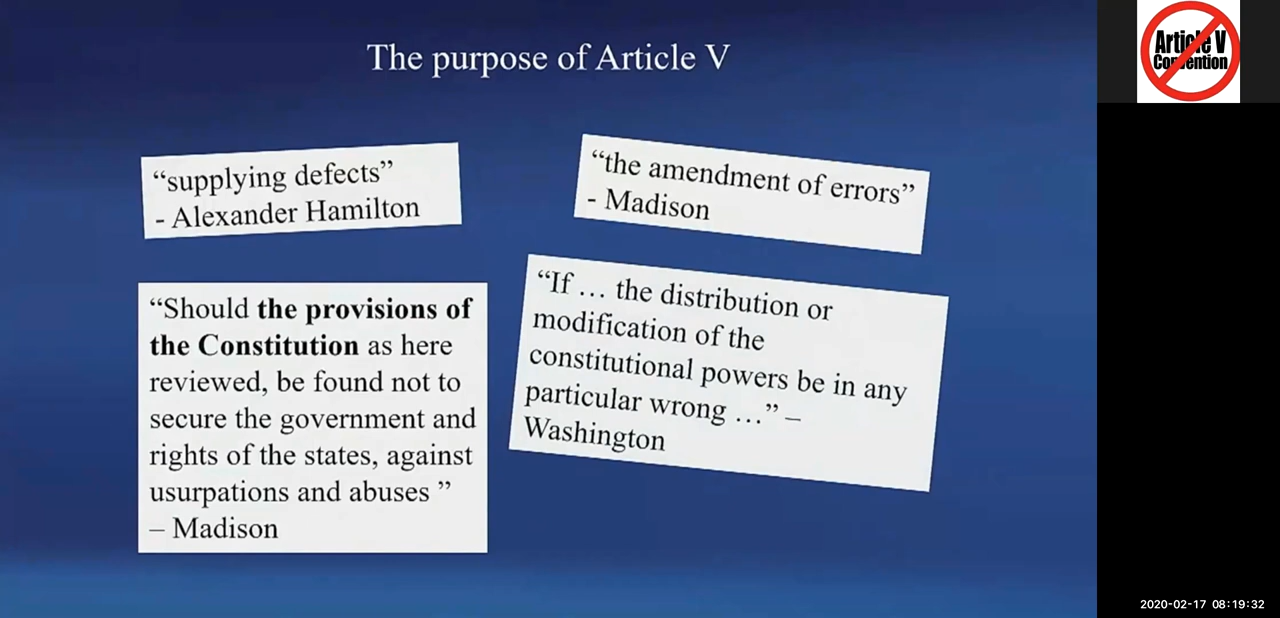 The purpose of Article V
“supplying defects”
- Alexander Hamilton
“the amendment of errors”
- Madison
“Should the provisions of
the Constitution as here
reviewed, be found not to
secure the government and
rights of the states, against
usurpations and abuses ”
– Madison
“If … the distribution or
modification of the
constitutional powers be in any
particular wrong …” –
Washington
Article V
Convention
2020-02-17 08:19:32